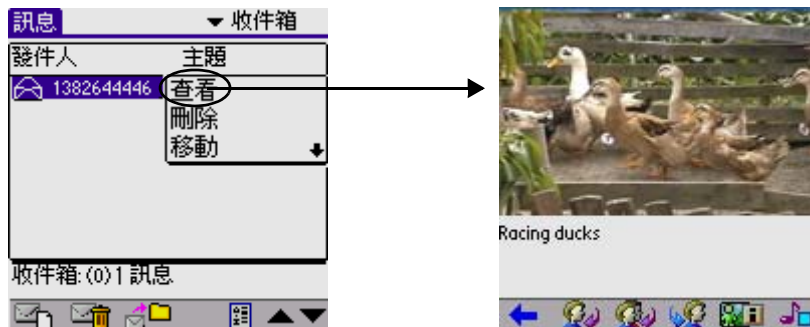 訊息 收件箱
發件人 主題
1382644446 查看
刪除
移動
收件箱: (0) 1 訊息
Racing ducks